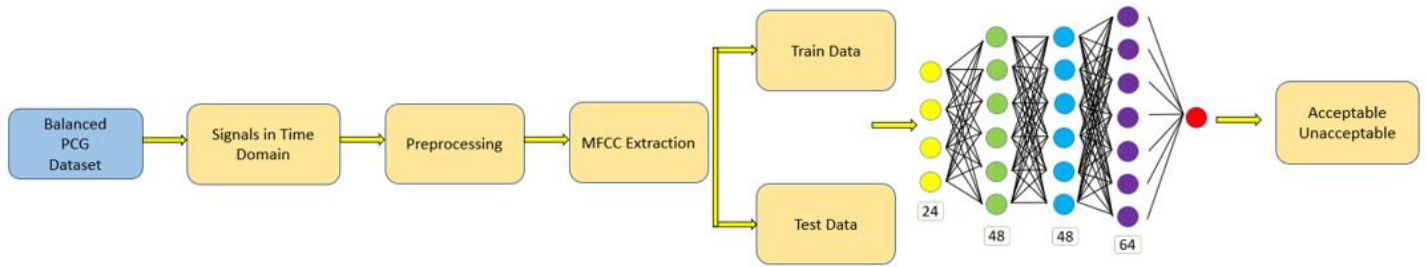 Balanced
PCG
Dataset
Signals in Time
Domain
Preprocessing
MFCC Extraction
Train Data
Test Data
24
48
48
64
Acceptable
Unacceptable